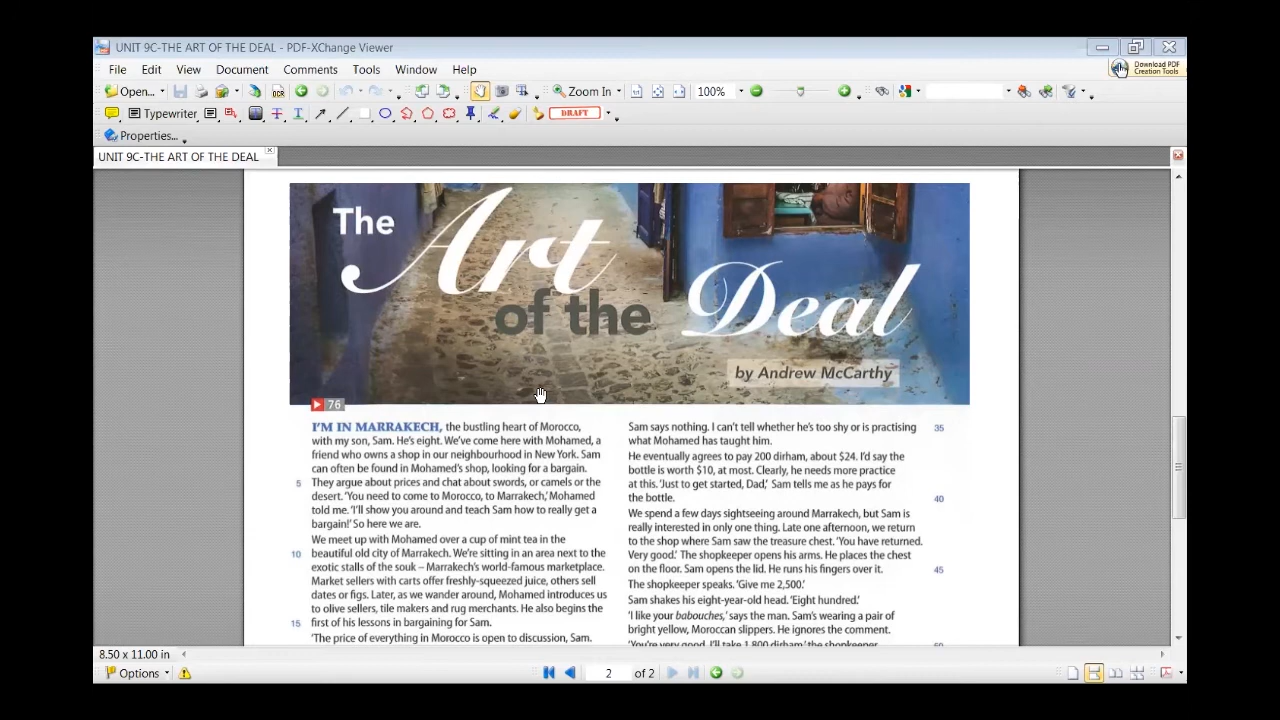 UNIT 9C-THE ART OF THE DEAL - PDF-XChange Viewer
File Edit View Document Comments Tools Window Help
Download PDF
Creation Tools
Open... OCR Zoom In 100%
Typewriter DRAFT
Properties...
UNIT 9C-THE ART OF THE DEAL
The Art
of the Deal
by Andrew McCarthy
76
I'M IN MARRAKECH, the bustling heart of Morocco,
with my son, Sam. He's eight. We've come here with Mohamed, a
friend who owns a shop in our neighbourhood in New York. Sam
can often be found in Mohamed's shop, looking for a bargain.
5 They argue about prices and chat about swords, or camels or the
desert. 'You need to come to Morocco, to Marrakech,' Mohamed
told me. 'I'll show you around and teach Sam how to really get a
bargain!' So here we are.
We meet up with Mohamed over a cup of mint tea in the
10 beautiful old city of Marrakech. We're sitting in an area next to the
exotic stalls of the souk – Marrakech's world-famous marketplace.
Market sellers with carts offer freshly-squeezed juice, others sell
dates or figs. Later, as we wander around, Mohamed introduces us
to olive sellers, tile makers and rug merchants. He also begins the
15 first of his lessons in bargaining for Sam.
'The price of everything in Morocco is open to discussion, Sam.
Sam says nothing. I can't tell whether he's too shy or is practising 35
what Mohamed has taught him.
He eventually agrees to pay 200 dirham, about $24. I'd say the
bottle is worth $10, at most. Clearly, he needs more practice
at this. 'Just to get started, Dad,' Sam tells me as he pays for
the bottle. 40
We spend a few days sightseeing around Marrakech, but Sam is
really interested in only one thing. Late one afternoon, we return
to the shop where Sam saw the treasure chest. 'You have returned.
Very good.' The shopkeeper opens his arms. He places the chest
on the floor. Sam opens the lid. He runs his fingers over it. 45
The shopkeeper speaks. 'Give me 2,500.'
Sam shakes his eight-year-old head. 'Eight hundred.'
'I like your babouches,' says the man. Sam's wearing a pair of
bright yellow, Moroccan slippers. He ignores the comment.
'You're very good. I'll take 1,800 dirham,' the shopkeeper 50
8.50 x 11.00 in
Options 2 of 2